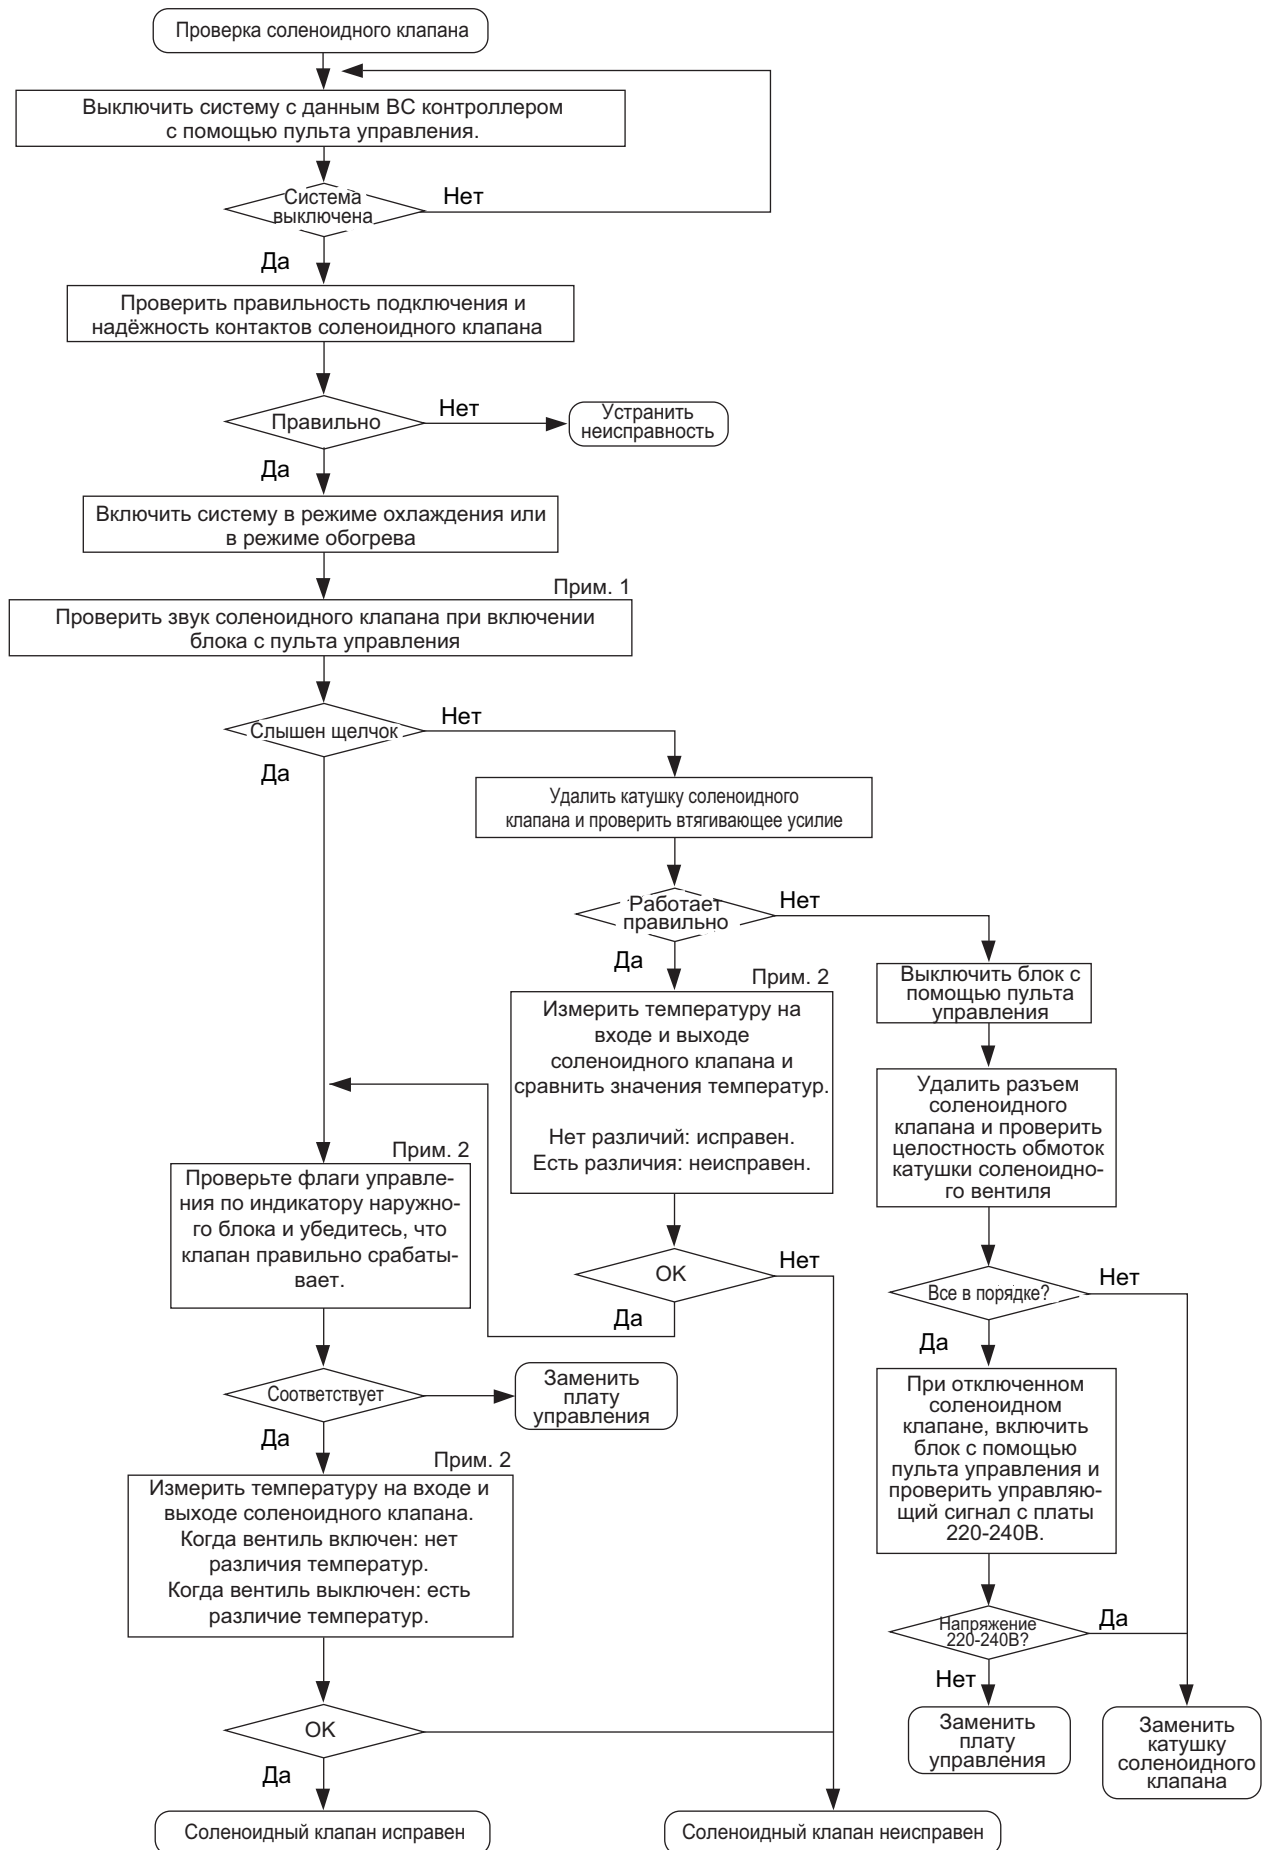 Проверка соленоидного клапана
Выключить систему с данным BC контроллером
с помощью пульта управления.
Система
выключена
Нет
Да
Проверить правильность подключения и
надёжность контактов соленоидного клапана
Правильно
Нет
Устранить
неисправность
Да
Включить систему в режиме охлаждения или
в режиме обогрева
Прим. 1
Проверить звук соленоидного клапана при включении
блока с пульта управления
Слышен щелчок
Нет
Да
Удалить катушку соленоидного
клапана и проверить втягивающее усилие
Работает
правильно
Нет
Да
Прим. 2
Измерить температуру на
входе и выходе
соленоидного клапана и
сравнить значения температур.
Нет различий: исправен.
Есть различия: неисправен.
Выключить блок с
помощью пульта
управления
Удалить разъем
соленоидного
клапана и проверить
целостность обмоток
катушки соленоидно-
го вентиля
Прим. 2
Проверьте флаги управле-
ния по индикатору наружно-
го блока и убедитесь, что
клапан правильно срабаты-
вает.
OK
Нет
Да
Все в порядке?
Нет
Да
Соответствует
Заменить
плату
управления
Да
При отключенном
соленоидном
клапане, включить
блок с помощью
пульта управления и
проверить управляю-
щий сигнал с платы
220-240В.
Прим. 2
Измерить температуру на входе и
выходе соленоидного клапана.
Когда вентиль включен: нет
различия температур.
Когда вентиль выключен: есть
различие температур.
Напряжение
220-240В?
Да
Нет
OK
Да
Заменить
плату
управления
Заменить
катушку
соленоидного
клапана
Соленоидный клапан исправен
Соленоидный клапан неисправен